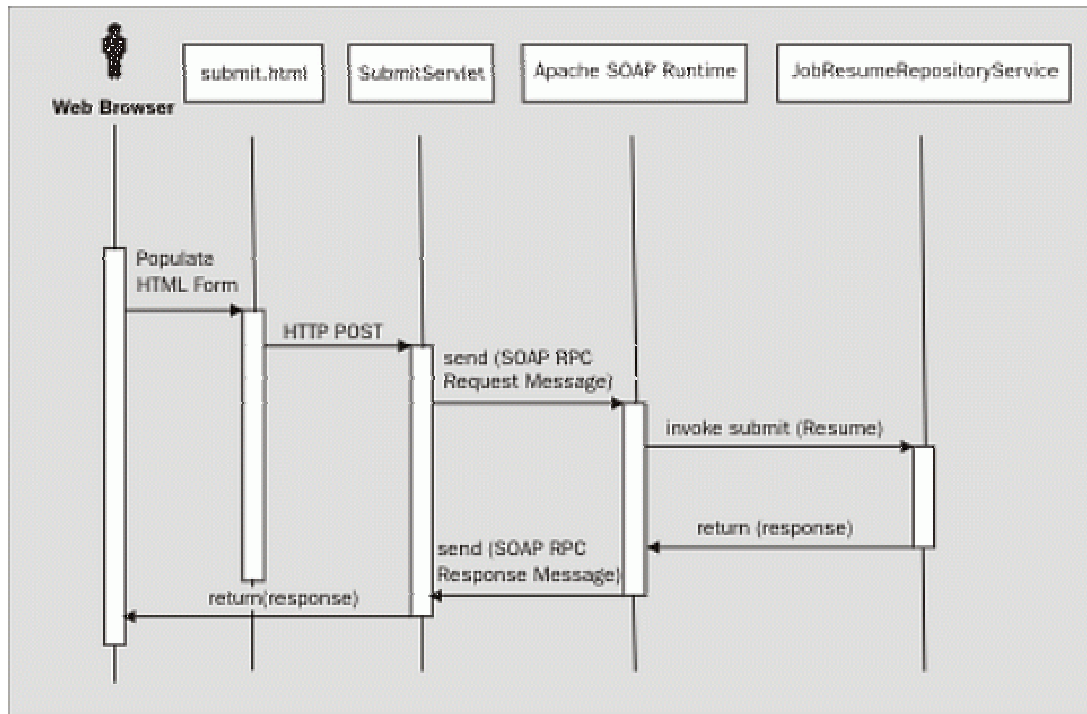 submit.html
SubmitServlet
Apache SOAP Runtime
JobResumeRepositoryService
Web Browser
Populate
HTML Form
HTTP POST
send (SOAP RPC
Request Message)
invoke submit (Resume)
return (response)
send (SOAP RPC
Response Message)
return(response)